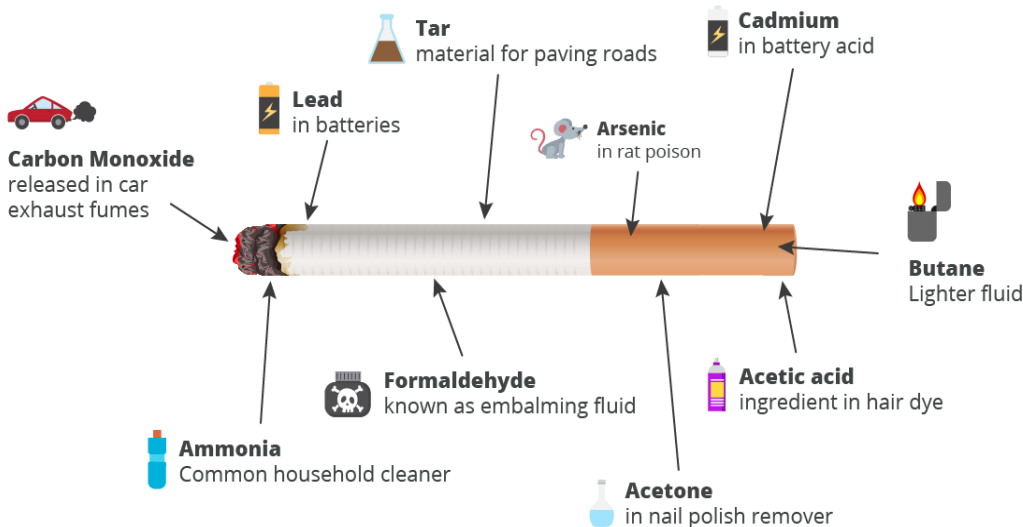 Tar
material for paving roads
Cadmium
in battery acid
Lead
in batteries
Arsenic
in rat poison
Carbon Monoxide
released in car
exhaust fumes
Butane
Lighter fluid
Formaldehyde
known as embalming fluid
Acetic acid
ingredient in hair dye
Ammonia
Common household cleaner
Acetone
in nail polish remover